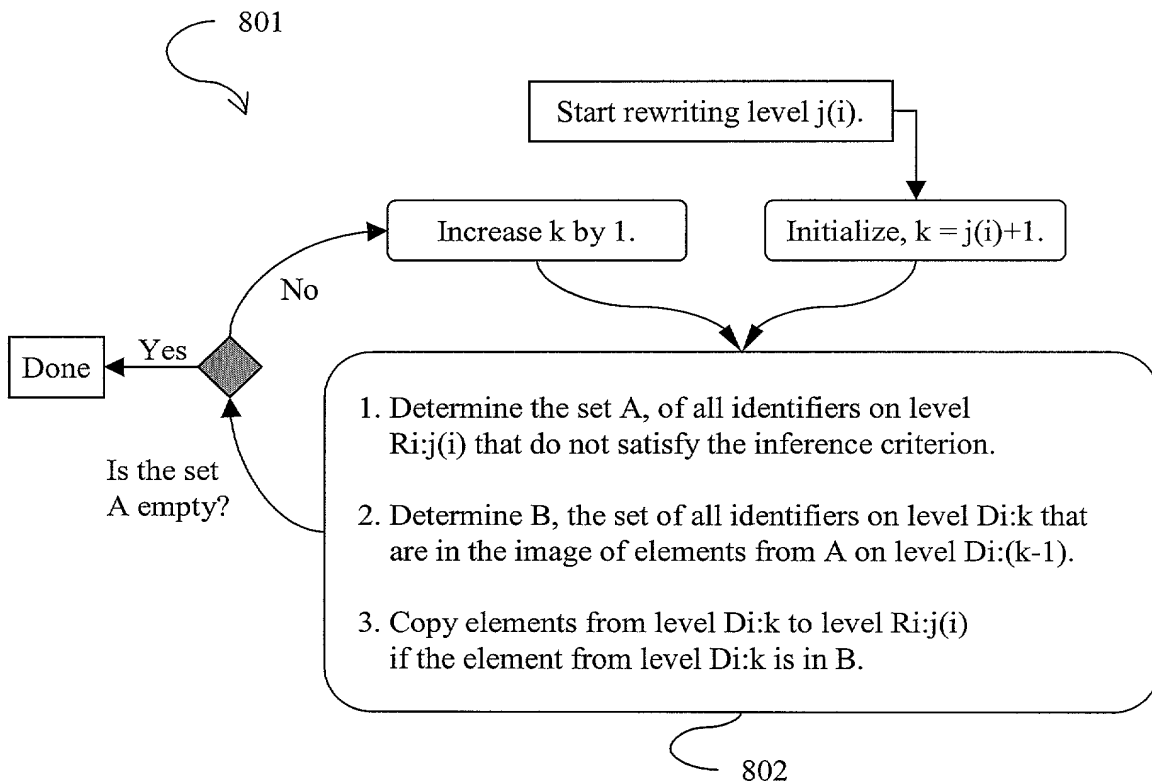 801
Start rewriting level j(i).
Increase k by 1.
Initialize, k = j(i)+1.
No
Yes
Done
Is the set
A empty?
1. Determine the set A, of all identifiers on level
Ri:j(i) that do not satisfy the inference criterion.
2. Determine B, the set of all identifiers on level Di:k that
are in the image of elements from A on level Di:(k-1).
3. Copy elements from level Di:k to level Ri:j(i)
if the element from level Di:k is in B.
802